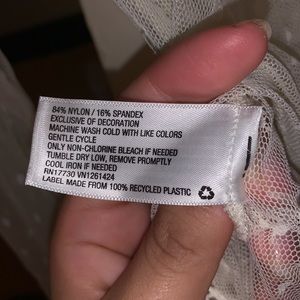 84% NYLON / 16% SPANDEX
EXCLUSIVE OF DECORATION
MACHINE WASH COLD WITH LIKE COLORS
GENTLE CYCLE
ONLY NON-CHLORINE BLEACH IF NEEDED
TUMBLE DRY LOW, REMOVE PROMPTLY
COOL IRON IF NEEDED
RN17730 VN1261424
LABEL MADE FROM 100% RECYCLED PLASTIC